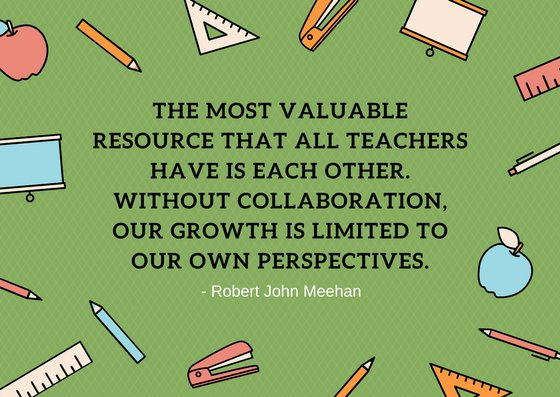 THE MOST VALUABLE
RESOURCE THAT ALL TEACHERS
HAVE IS EACH OTHER.
WITHOUT COLLABORATION,
OUR GROWTH IS LIMITED TO
OUR OWN PERSPECTIVES.
- Robert John Meehan